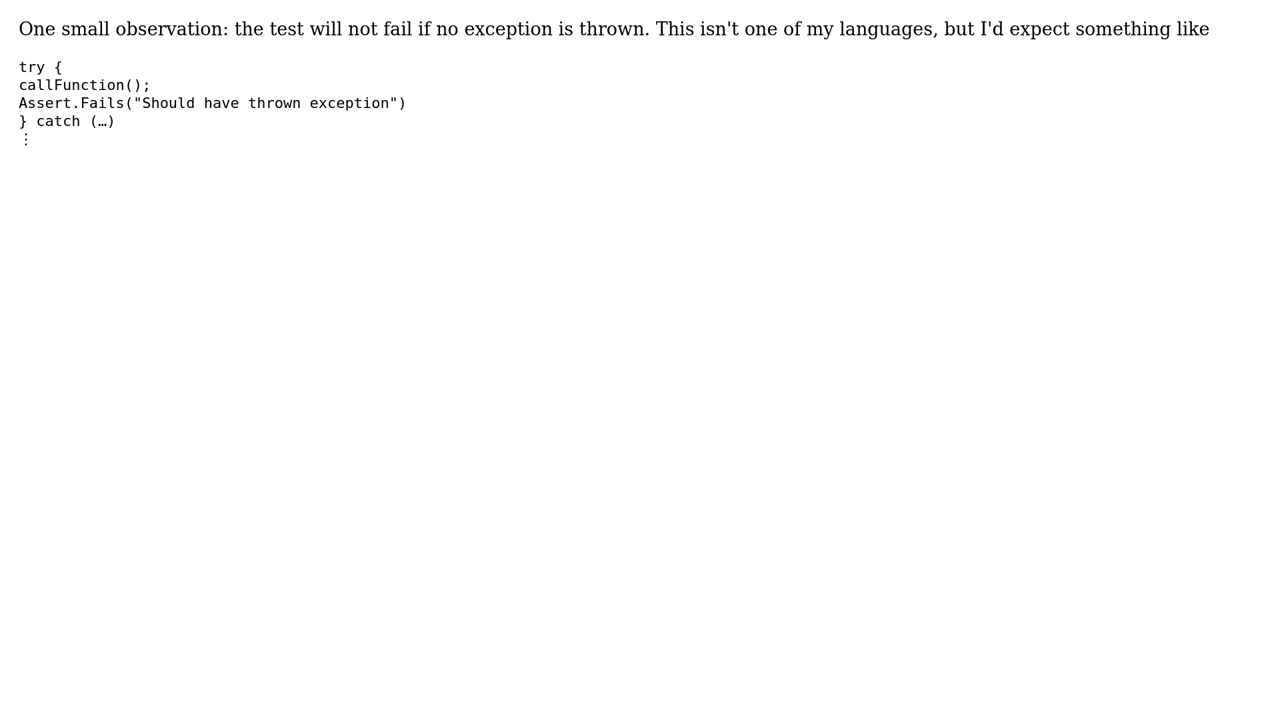 One small observation: the test will not fail if no exception is thrown. This isn't one of my languages, but I'd expect something like
try {
callFunction();
Assert.Fails("Should have thrown exception")
} catch (…)
⋮